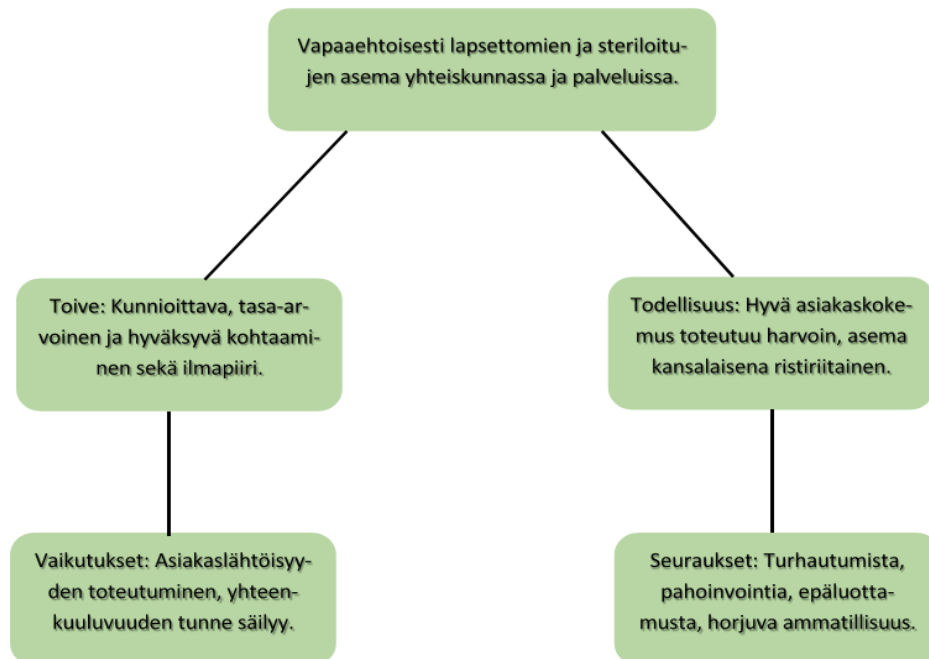 Vapaaehtoisesti lapsettomien ja steriloitu-
jen asema yhteiskunnassa ja palveluissa.
Toive: Kunnioittava, tasa-ar-
voinen ja hyväksyvä kohtaami-
nen sekä ilmapiiri.
Todellisuus: Hyvä asiakaskoke-
mus toteutuu harvoin, asema
kansalaisena ristiriitainen.
Vaikutukset: Asiakaslähtöisyy-
den toteutuminen, yhteen-
kuuluvuuden tunne säilyy.
Seuraukset: Turhautumista,
pahoinvointia, epäluotta-
musta, horjuva ammatillisuus.